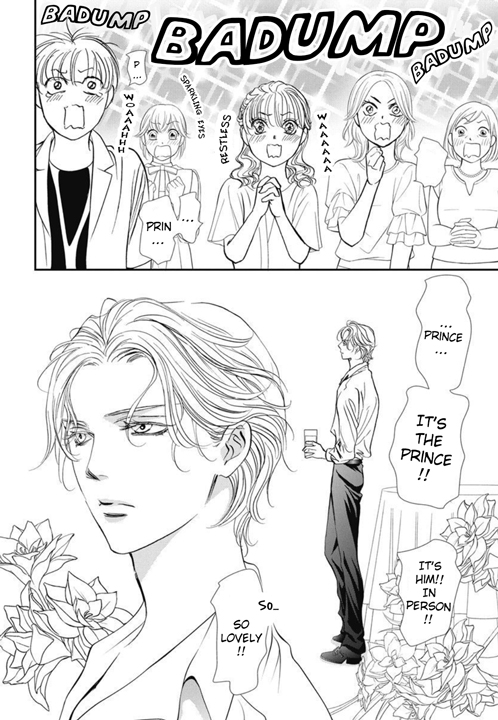 BADUMP
BADUMP
BADUMP
P
...
SPARKLING EYES
WOAAAHH
RESTLESS
WAAAAAA
...
PRIN
...
PRINCE
...
IT'S
THE
PRINCE
!!
IT'S
HIM!!
IN
PERSON
!!
SO_
SO
LOVELY
!!